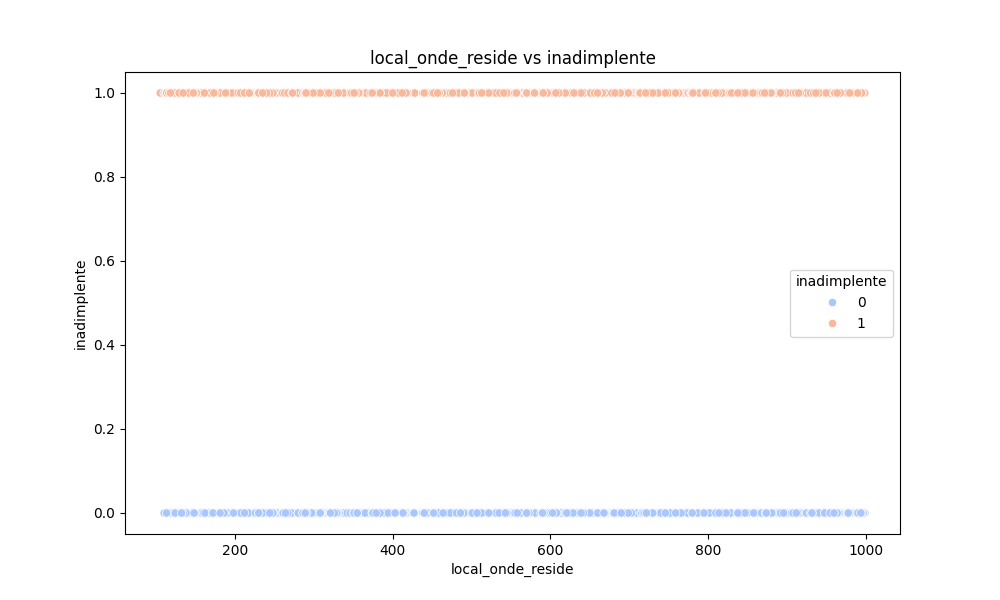 local_onde_reside vs inadimplente
1.0
0.8
0.6
0.4
0.2
0.0
inadimplente
inadimplente
0
1
200 400 600 800 1000
local_onde_reside